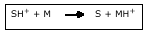 SH⁺ + M → S + MH⁺